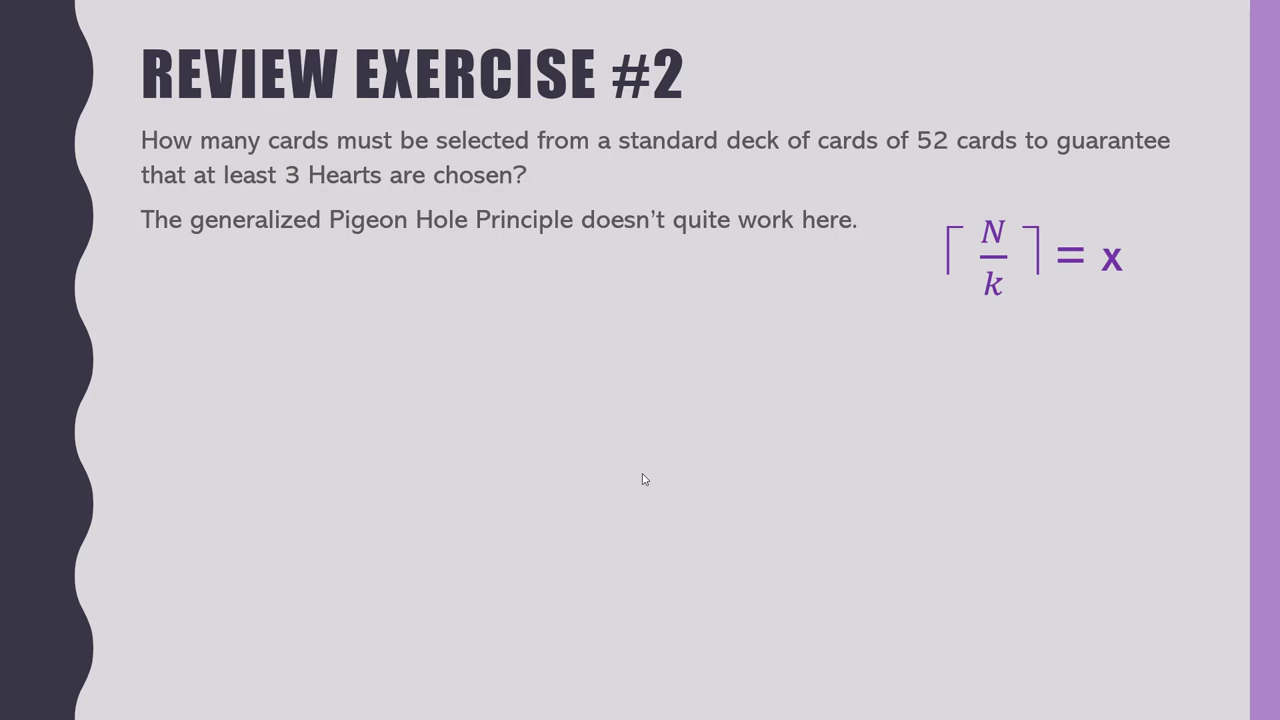 REVIEW EXERCISE #2
How many cards must be selected from a standard deck of cards of 52 cards to guarantee
that at least 3 Hearts are chosen?
The generalized Pigeon Hole Principle doesn’t quite work here.
⌈N/k⌉ = x